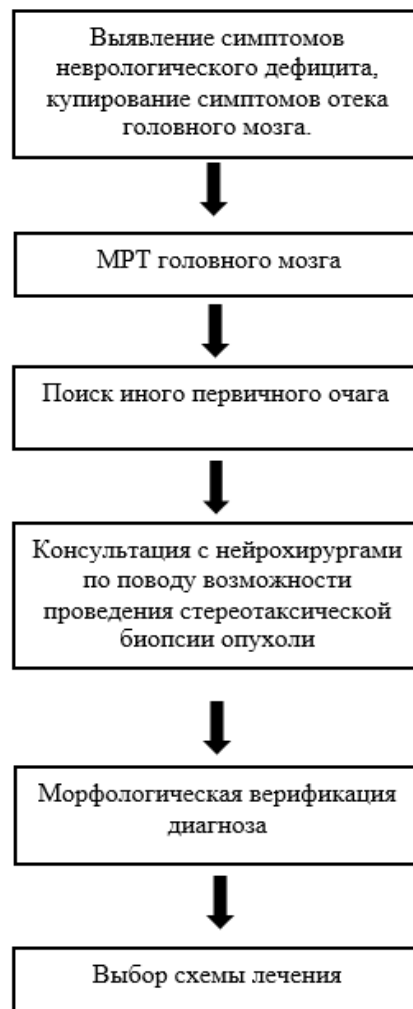 Выявление симптомов
неврологического дефицита,
купирование симптомов отека
головного мозга.
МРТ головного мозга
Поиск иного первичного очага
Консультация с нейрохирургами
по поводу возможности
проведения стереотаксической
биопсии опухоли
Морфологическая верификация
диагноза
Выбор схемы лечения